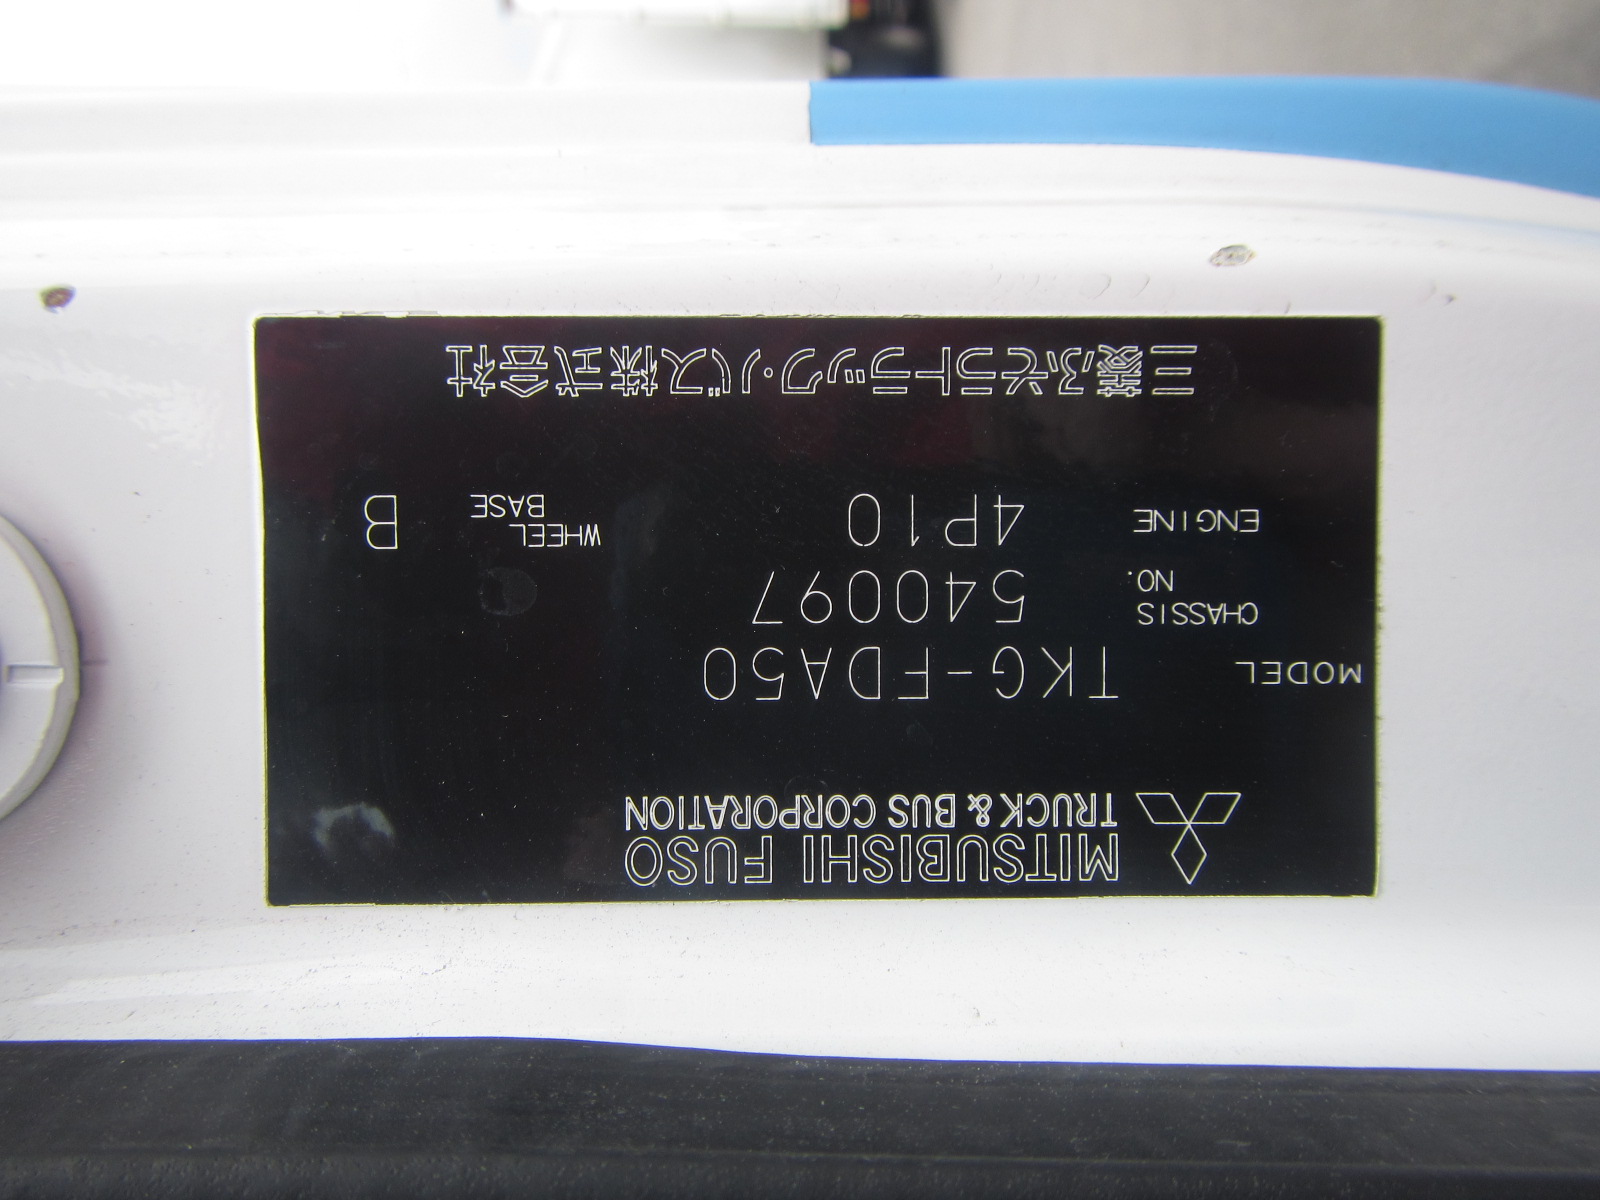 MITSUBISHI FUSO
TRUCK & BUS CORPORATION
MODEL TKG-FDA50
CHASSIS NO. 540097
ENGINE 4P10 WHEEL BASE B
三菱ふそうトラック・バス株式会社